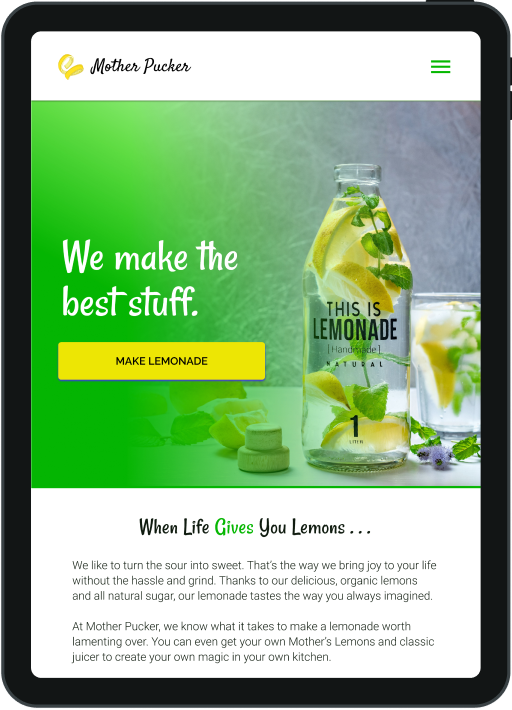 Mother Pucker
We make the
best stuff.
MAKE LEMONADE
THIS IS
LEMONADE
[Handmade]
NATURAL
1
LITER
When Life Gives You Lemons . . .
We like to turn the sour into sweet. That's the way we bring joy to your life
without the hassle and grind. Thanks to our delicious, organic lemons
and all natural sugar, our lemonade tastes the way you always imagined.
At Mother Pucker, we know what it takes to make a lemonade worth
lamenting over. You can even get your own Mother's Lemons and classic
juicer to create your own magic in your own kitchen.